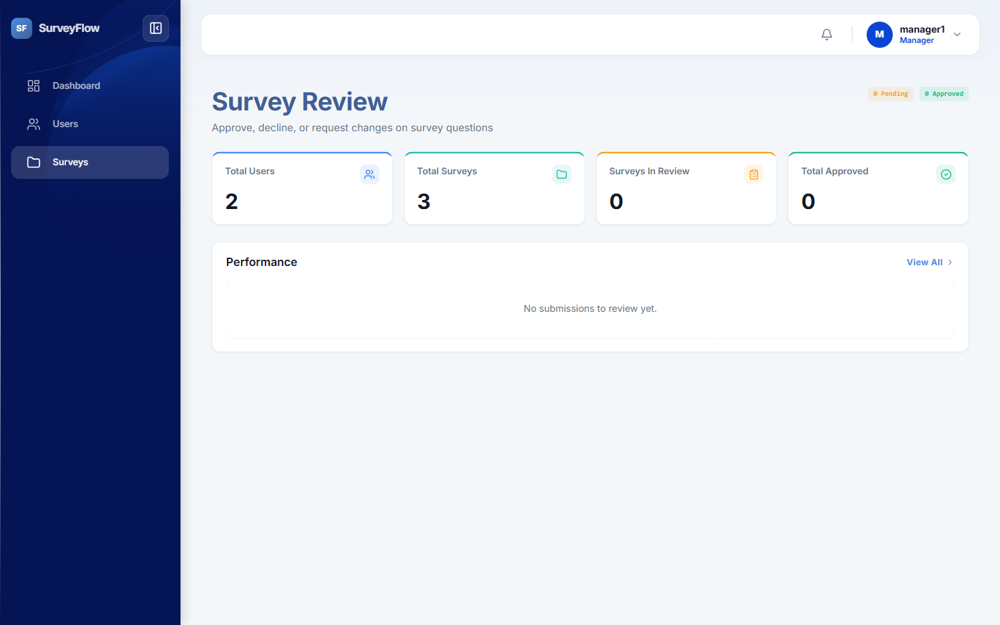 SF SurveyFlow
Dashboard
Users
Surveys
M
manager1
Manager
Survey Review
Approve, decline, or request changes on survey questions
0 Pending
0 Approved
Total Users
2
Total Surveys
3
Surveys In Review
0
Total Approved
0
Performance
View All
No submissions to review yet.